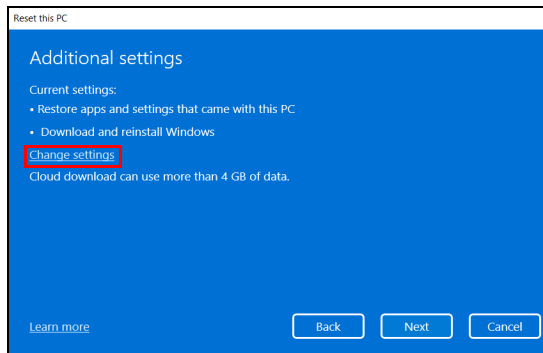 Reset this PC
Additional settings
Current settings:
• Restore apps and settings that came with this PC
• Download and reinstall Windows
Change settings
Cloud download can use more than 4 GB of data.
Learn more
Back
Next
Cancel